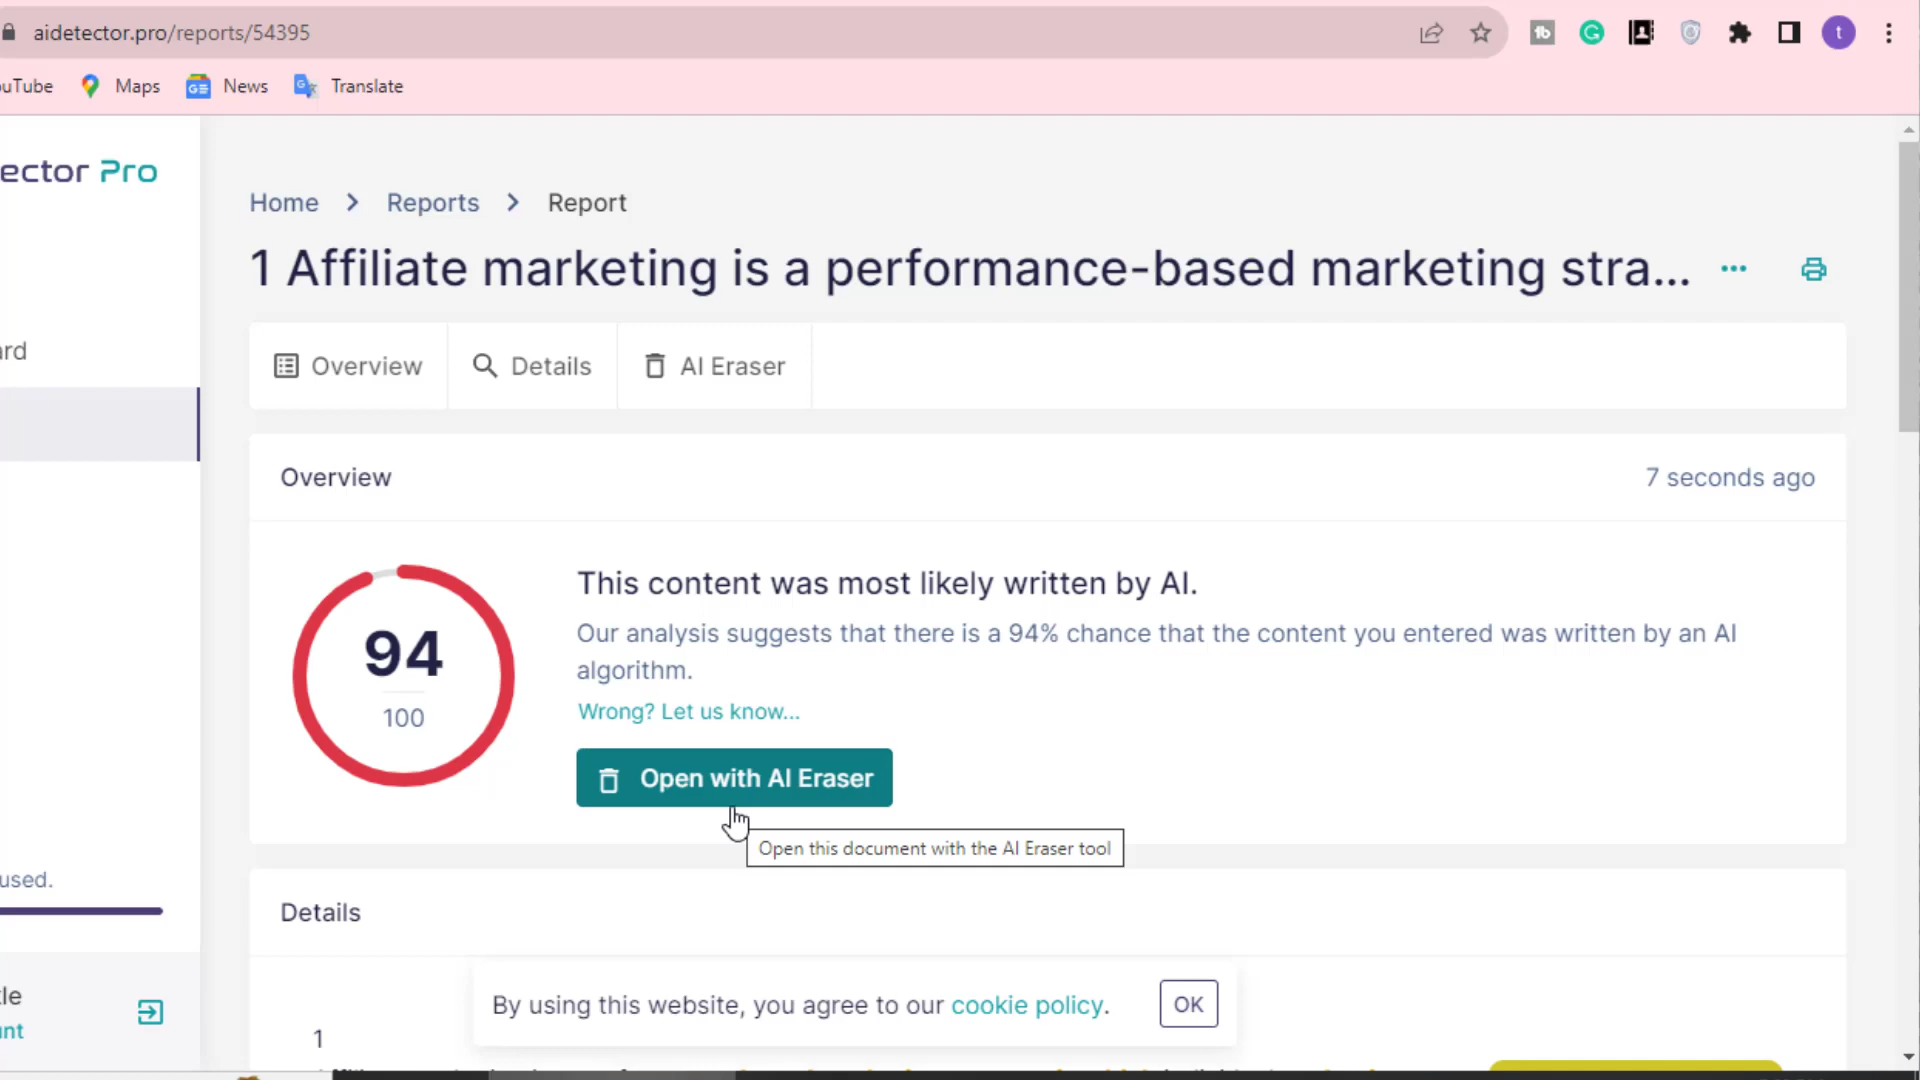 aidetector.pro/reports/54395
ouTube Maps News Translate
ector Pro
Home > Reports > Report
1 Affiliate marketing is a performance-based marketing stra... ...
ard
Overview Details AI Eraser
Overview 7 seconds ago
94
100
This content was most likely written by AI.
Our analysis suggests that there is a 94% chance that the content you entered was written by an AI
algorithm.
Wrong? Let us know...
Open with AI Eraser
Open this document with the AI Eraser tool
used.
Details
By using this website, you agree to our cookie policy. OK
kle
unt
1